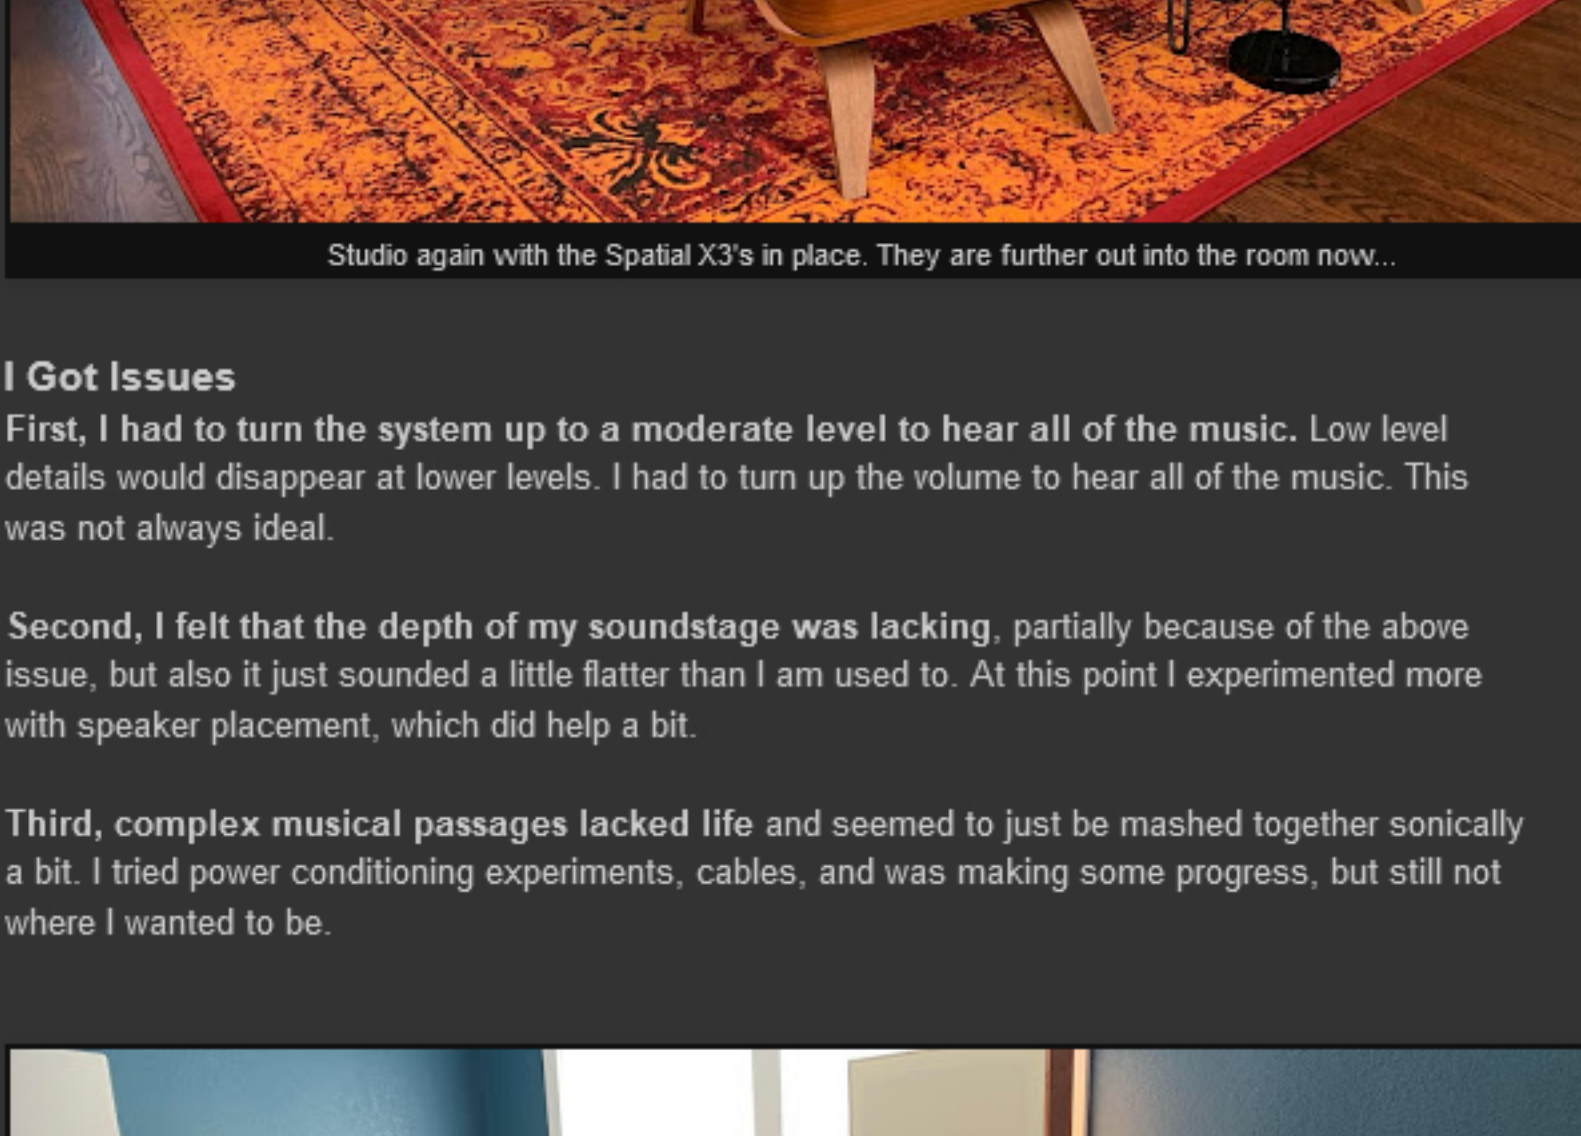 Studio again with the Spatial X3's in place. They are further out into the room now...
I Got Issues
First, I had to turn the system up to a moderate level to hear all of the music. Low level
details would disappear at lower levels. I had to turn up the volume to hear all of the music. This
was not always ideal.
Second, I felt that the depth of my soundstage was lacking, partially because of the above
issue, but also it just sounded a little flatter than I am used to. At this point I experimented more
with speaker placement, which did help a bit.
Third, complex musical passages lacked life and seemed to just be mashed together sonically
a bit. I tried power conditioning experiments, cables, and was making some progress, but still not
where I wanted to be.